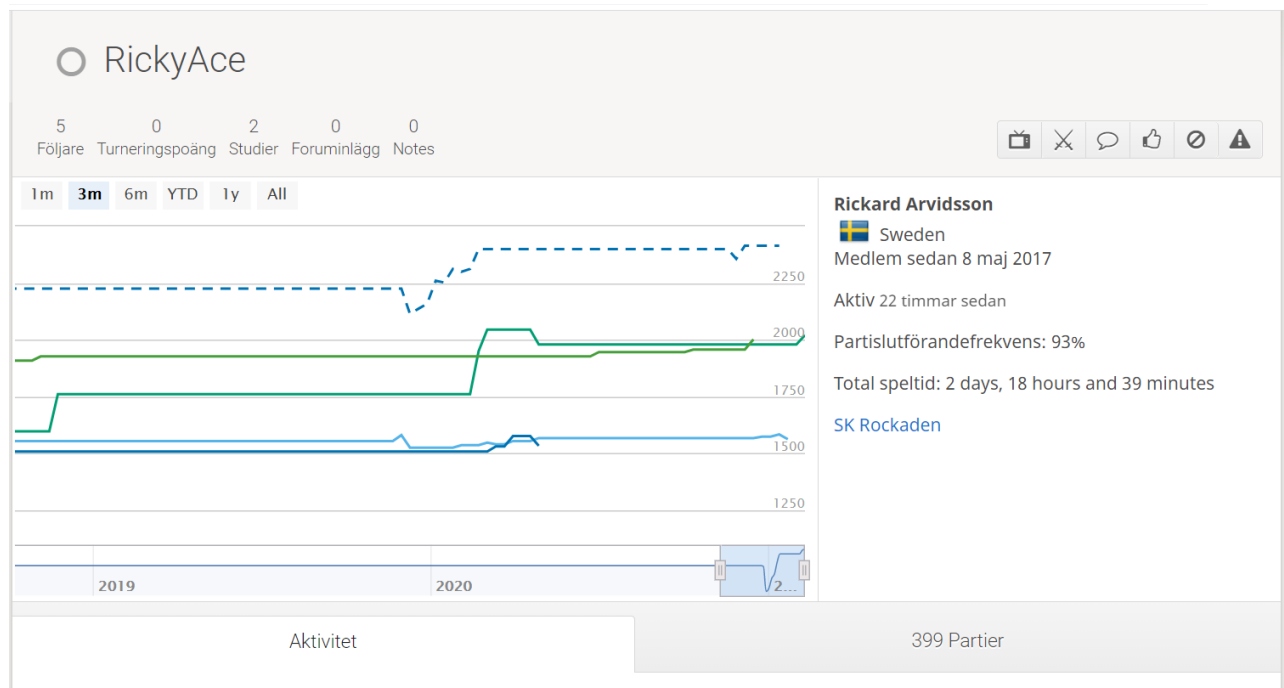 RickyAce
5 0 2 0 0
Följare Turneringspoäng Studier Foruminlägg Notes
1m 3m 6m YTD 1y All
2250
2000
1750
1500
1250
2019 2020 2...
Rickard Arvidsson
Sweden
Medlem sedan 8 maj 2017
Aktiv 22 timmar sedan
Partislutförandefrekvens: 93%
Total speltid: 2 days, 18 hours and 39 minutes
SK Rockaden
Aktivitet 399 Partier